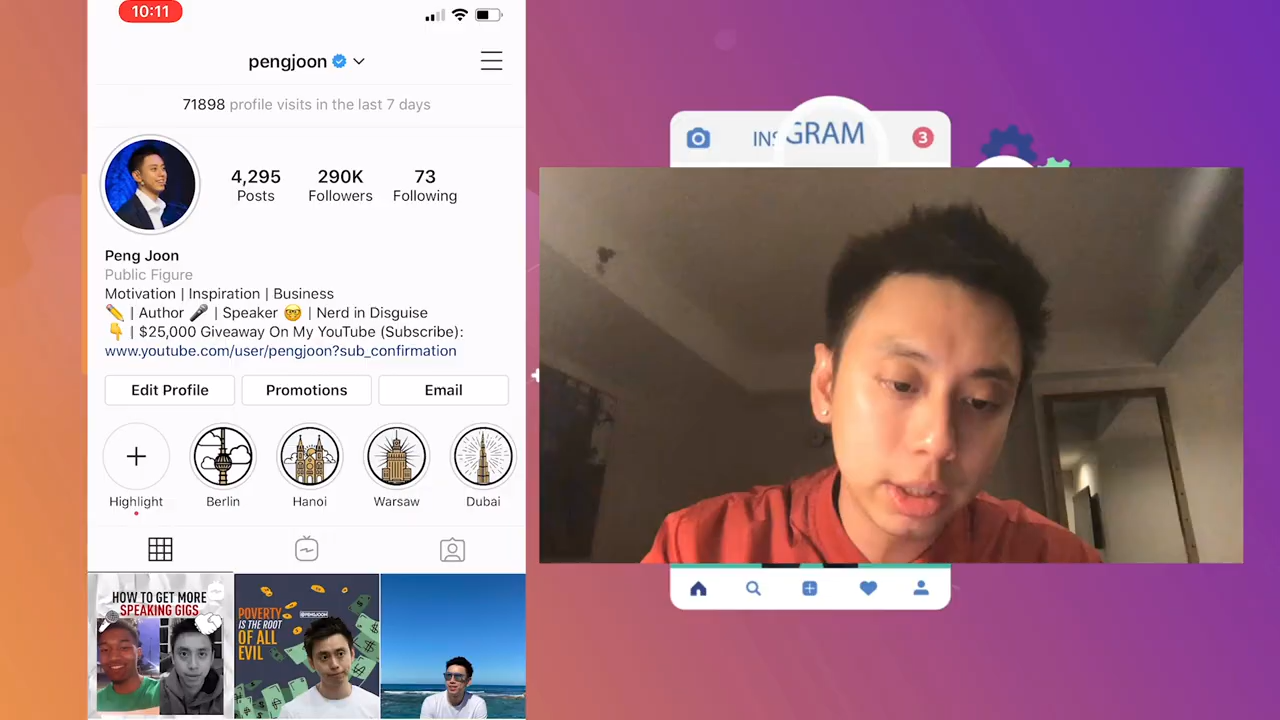 10:11
pengjoon
71898 profile visits in the last 7 days
4,295 290K 73
Posts Followers Following
Peng Joon
Public Figure
Motivation | Inspiration | Business
✏️ | Author 🎤 | Speaker 🤓 | Nerd in Disguise
👇 | $25,000 Giveaway On My YouTube (Subscribe):
www.youtube.com/user/pengjoon?sub_confirmation
Edit Profile Promotions Email
Highlight Berlin Hanoi Warsaw Dubai
HOW TO GET MORE
SPEAKING GIGS
@PENGJOON
POVERTY
IS THE ROOT
OF ALL
EVIL
INS GRAM
3